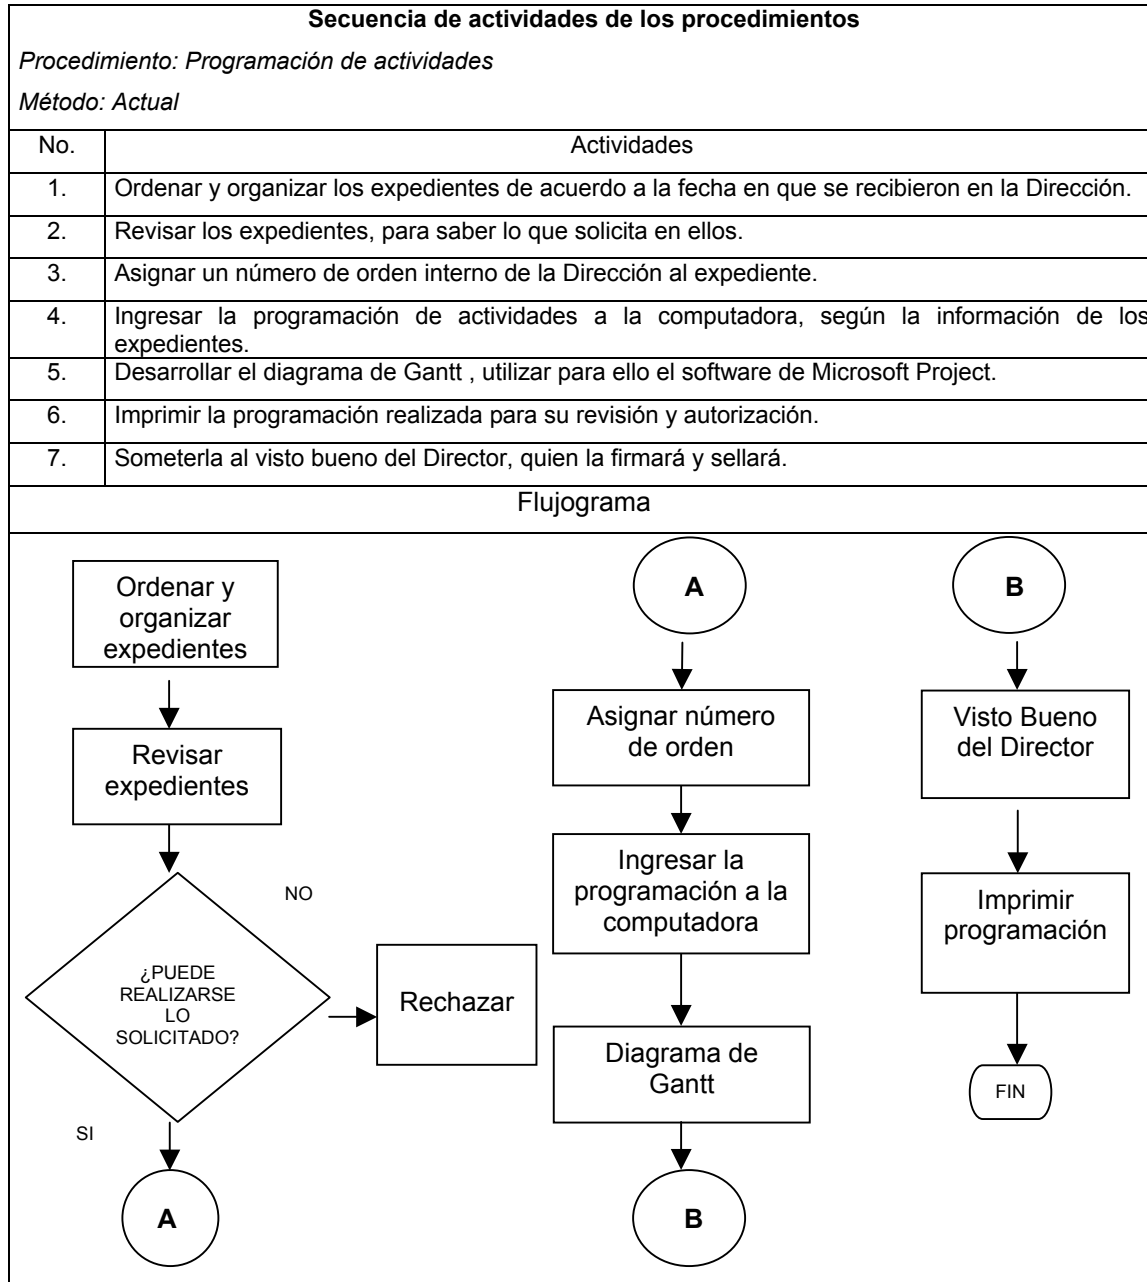 Secuencia de actividades de los procedimientos
Procedimiento: Programación de actividades
Método: Actual
No. Actividades
1. Ordenar y organizar los expedientes de acuerdo a la fecha en que se recibieron en la Dirección.
2. Revisar los expedientes, para saber lo que solicita en ellos.
3. Asignar un número de orden interno de la Dirección al expediente.
4. Ingresar la programación de actividades a la computadora, según la información de los
expedientes.
5. Desarrollar el diagrama de Gantt , utilizar para ello el software de Microsoft Project.
6. Imprimir la programación realizada para su revisión y autorización.
7. Someterla al visto bueno del Director, quien la firmará y sellará.
Flujograma
Ordenar y
organizar
expedientes
Revisar
expedientes
¿PUEDE
REALIZARSE
LO
SOLICITADO?
NO
Rechazar
SI
A
A
Asignar número
de orden
Ingresar la
programación a la
computadora
Diagrama de
Gantt
B
B
Visto Bueno
del Director
Imprimir
programación
FIN